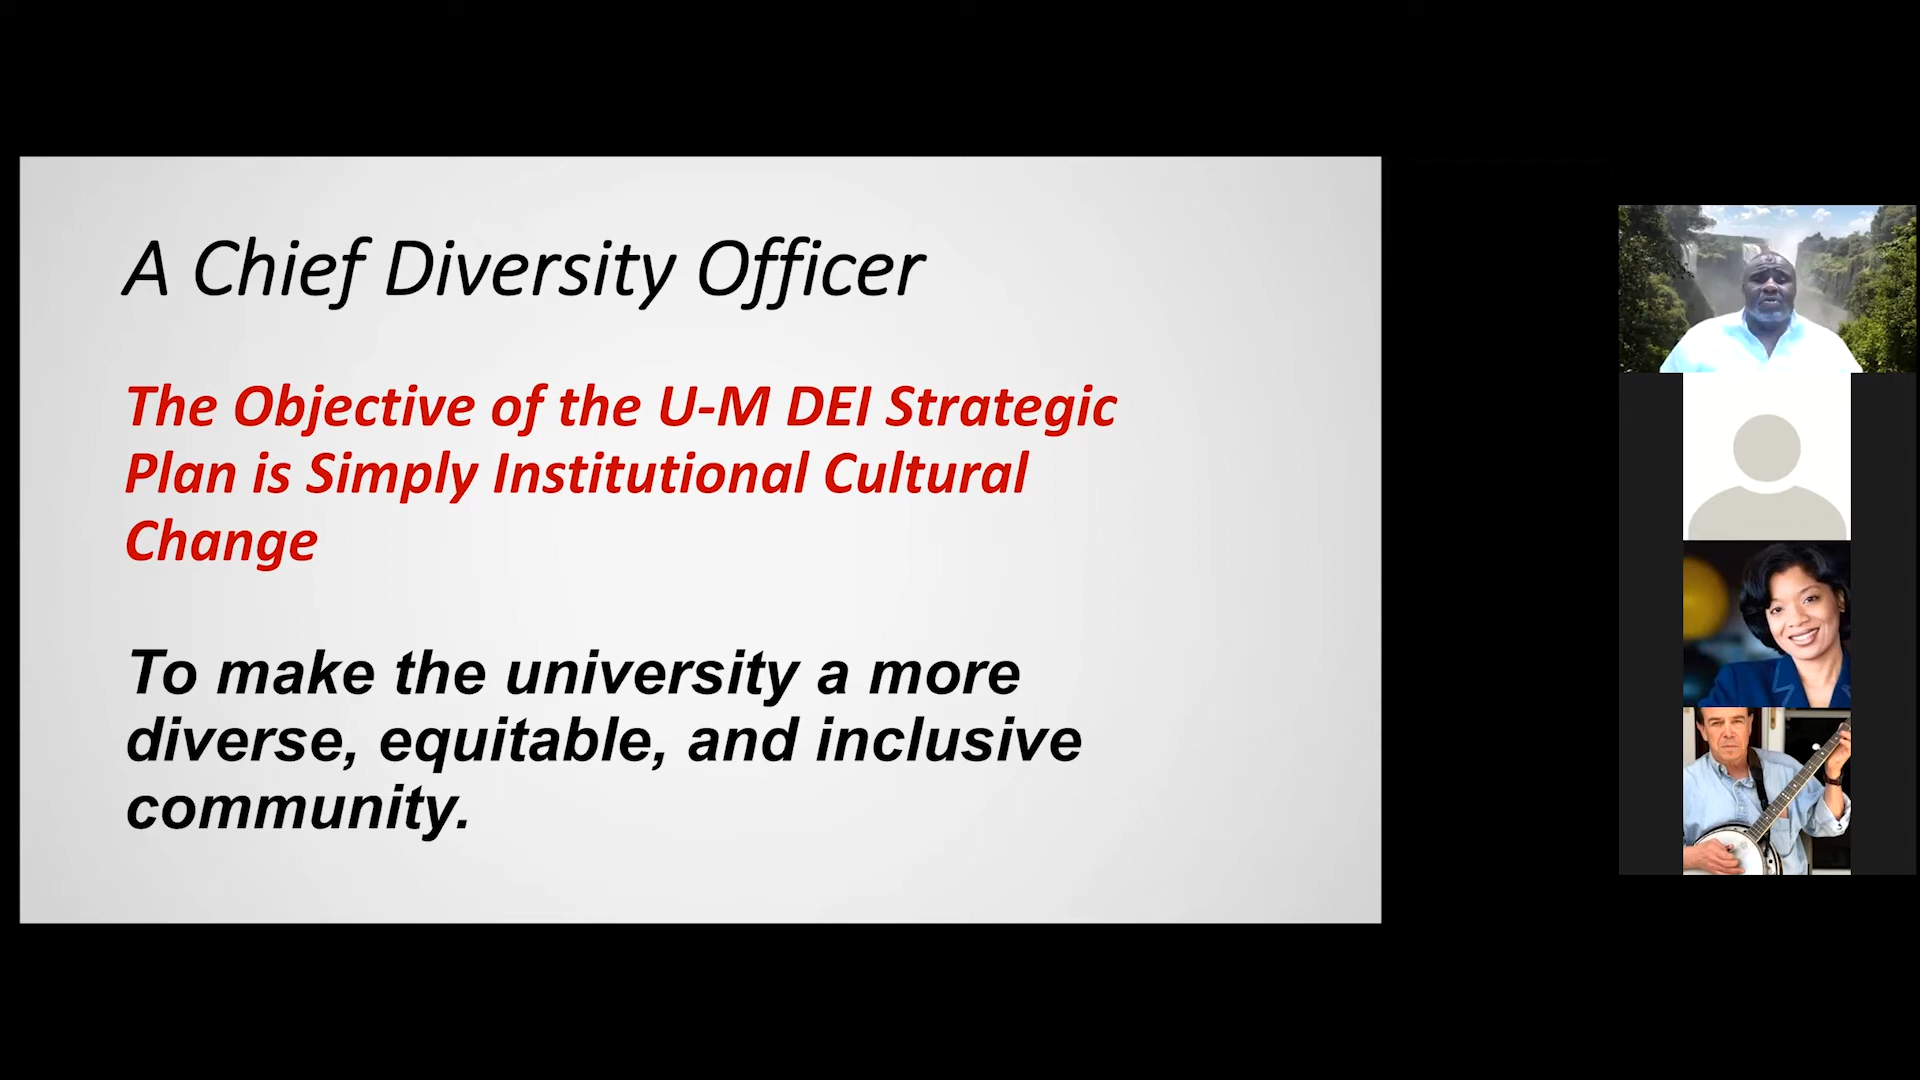 A Chief Diversity Officer
The Objective of the U-M DEI Strategic
Plan is Simply Institutional Cultural
Change
To make the university a more
diverse, equitable, and inclusive
community.